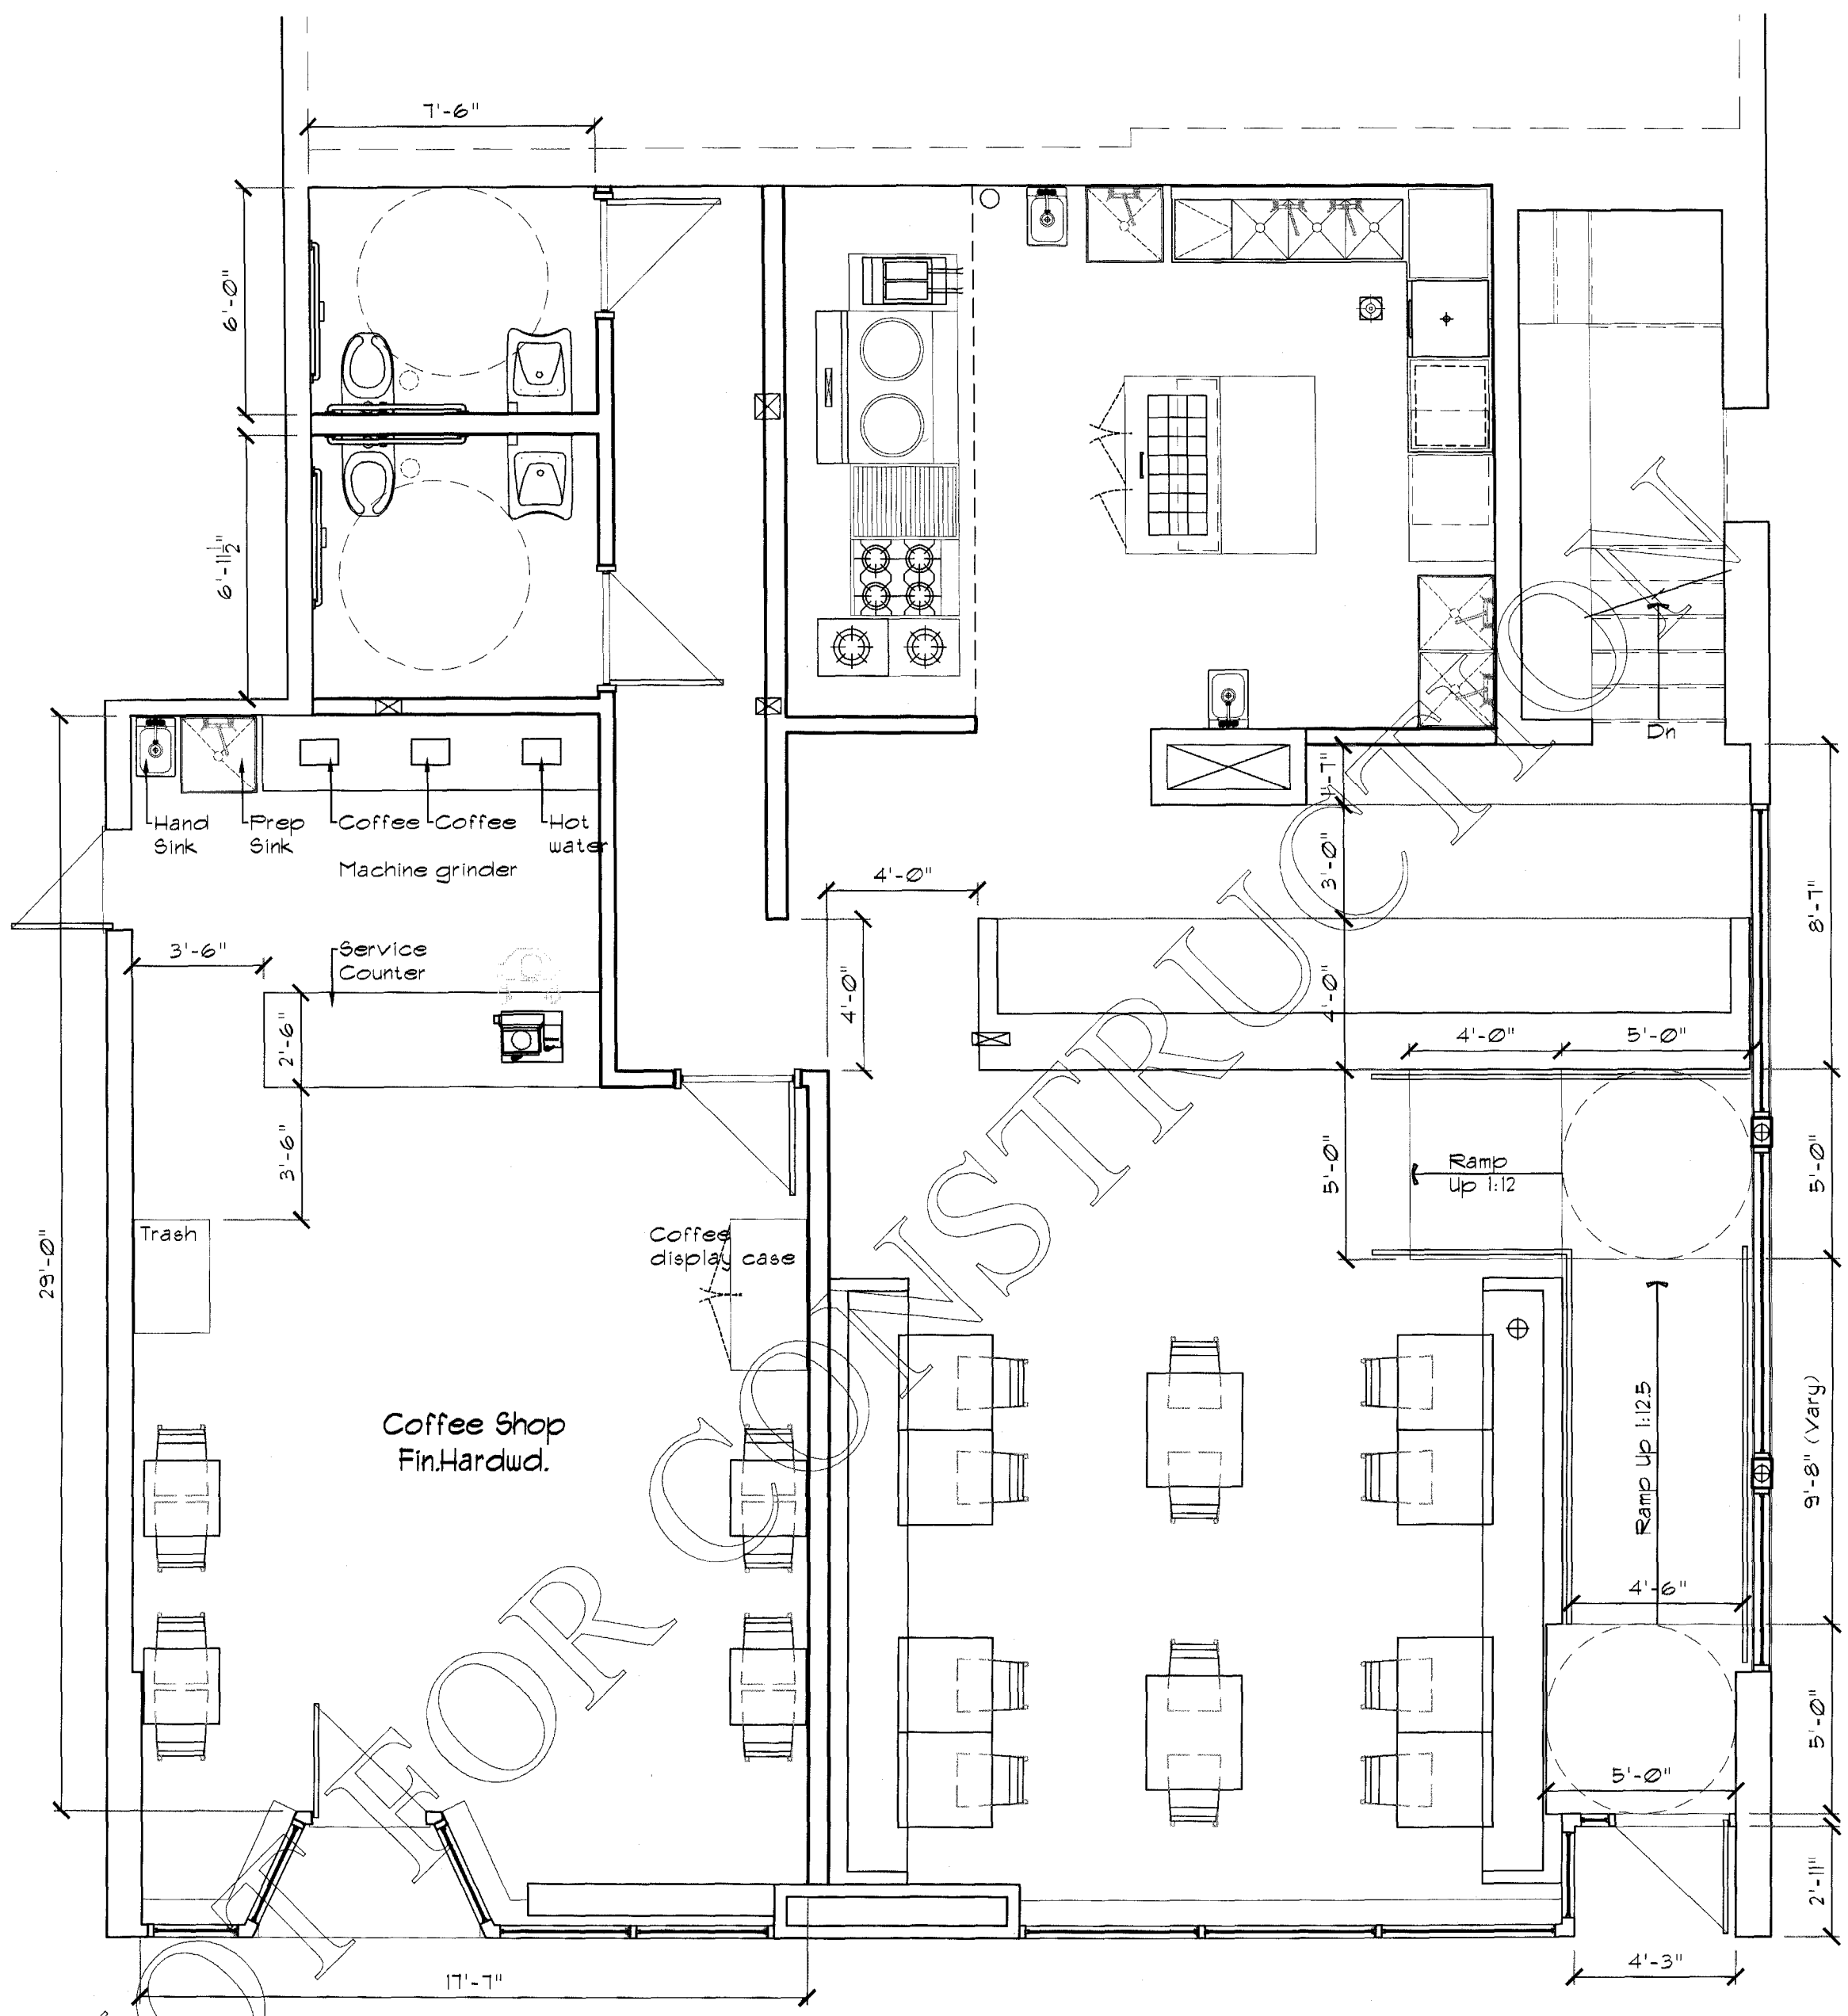 7'-6"
6'-0"
6'-11½"
Dn
Hand
Sink
Prep
Sink
Coffee
Coffee
Hot
water
Machine grinder
1'-7"
3'-0"
8'-7"
4'-0"
3'-6"
Service
Counter
4'-0"
4'-0"
2'-6"
4'-0"
5'-0"
3'-6"
5'-0"
Ramp
Up 1:12
5'-0"
29'-0"
Trash
Coffee
display case
Coffee Shop
Fin.Hardwd.
Ramp Up 1:12.5
9'-8" (Vary)
4'-6"
5'-0"
5'-0"
2'-11"
4'-3"
17'-7"
OT FOR CONSTRUCTION